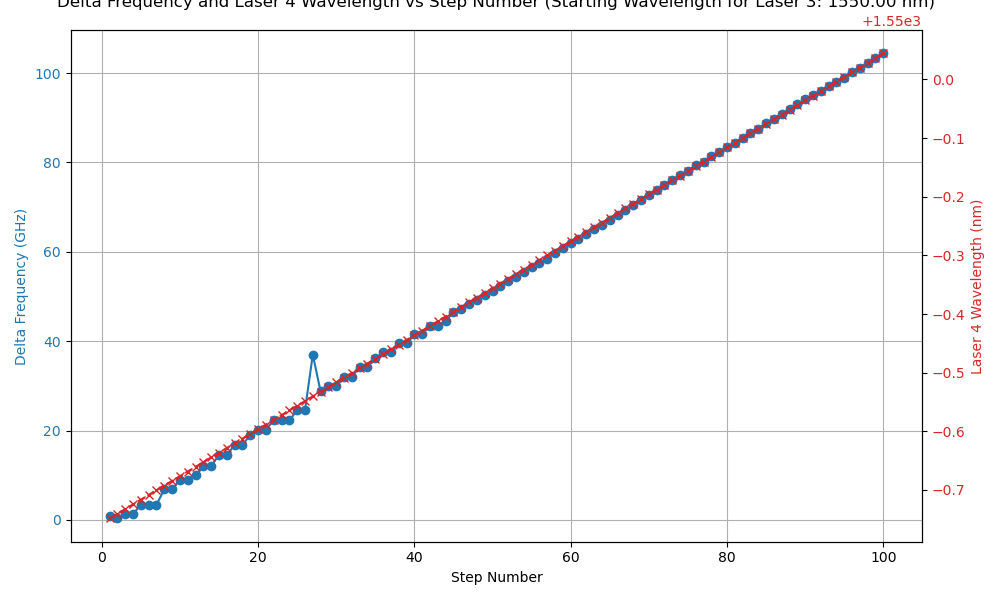 Delta Frequency and Laser 4 Wavelength vs Step Number (Starting Wavelength for Laser 3: 1550.00 nm)
+1.55e3
100
80
60
40
20
0
Delta Frequency (GHz)
0.0
−0.1
−0.2
−0.3
−0.4
−0.5
−0.6
−0.7
Laser 4 Wavelength (nm)
0 20 40 60 80 100
Step Number